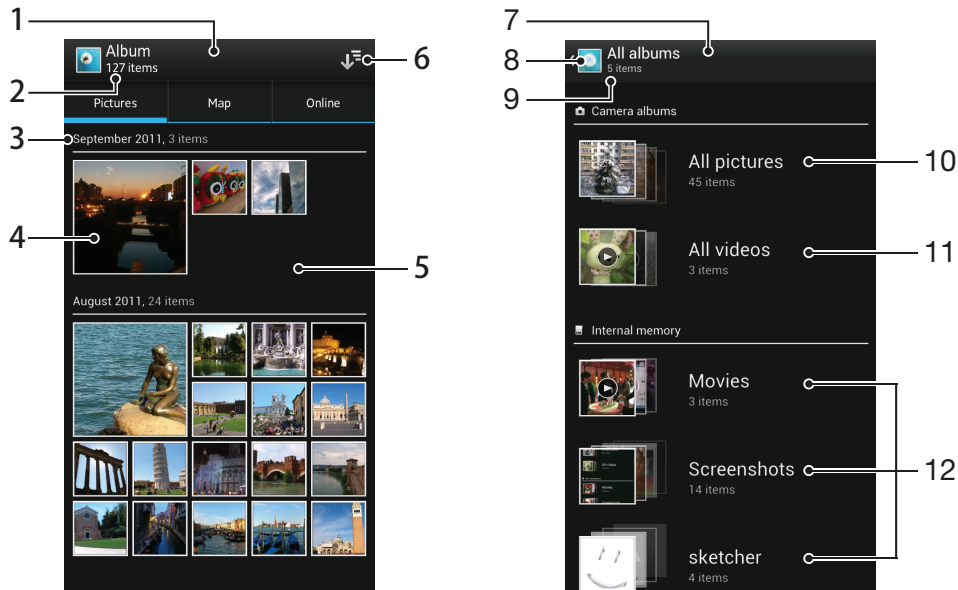 1
Album
127 items
6
2
Pictures
Map
Online
3
September 2011, 3 items
4
5
August 2011, 24 items
7
8
All albums
5 items
9
Camera albums
All pictures
45 items
10
All videos
3 items
11
Internal memory
Movies
3 items
Screenshots
14 items
12
sketcher
4 items